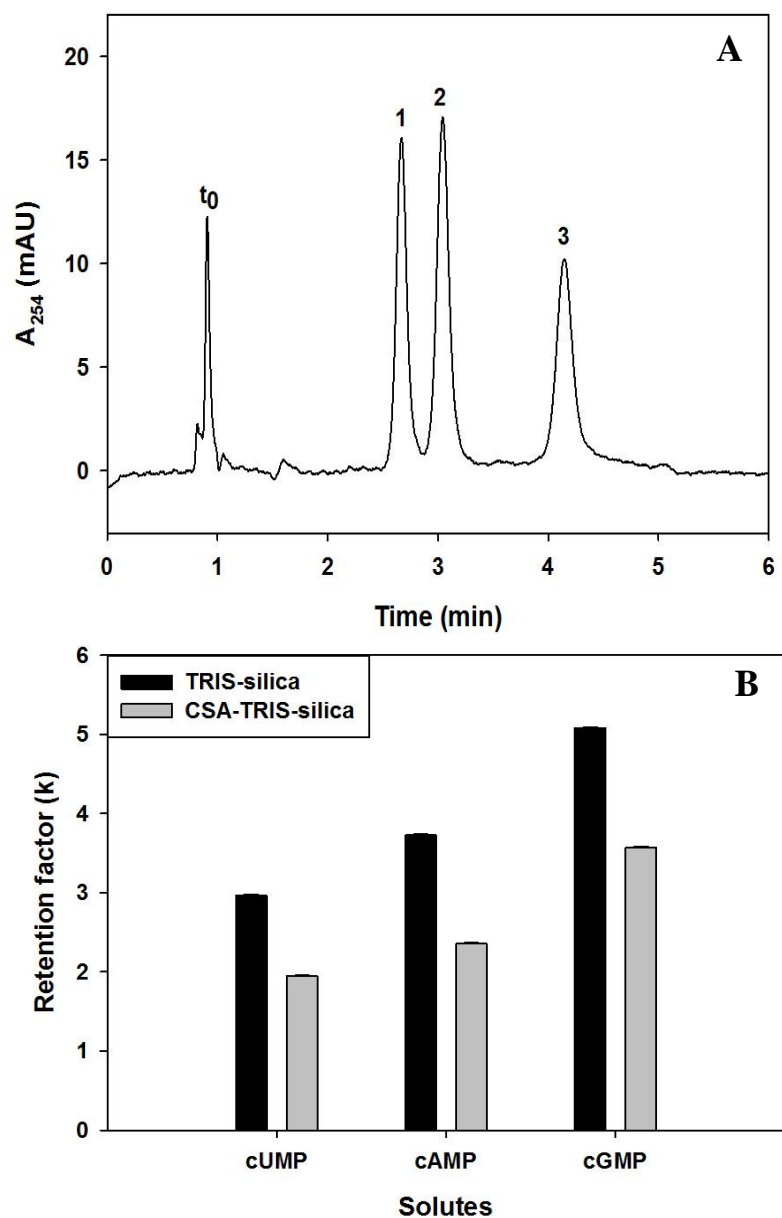 A
20
15
10
5
0
A254 (mAU)
t0
1
2
3
0 1 2 3 4 5 6
Time (min)
B
TRIS-silica
CSA-TRIS-silica
6
5
4
3
2
1
0
Retention factor (k)
cUMP cAMP cGMP
Solutes